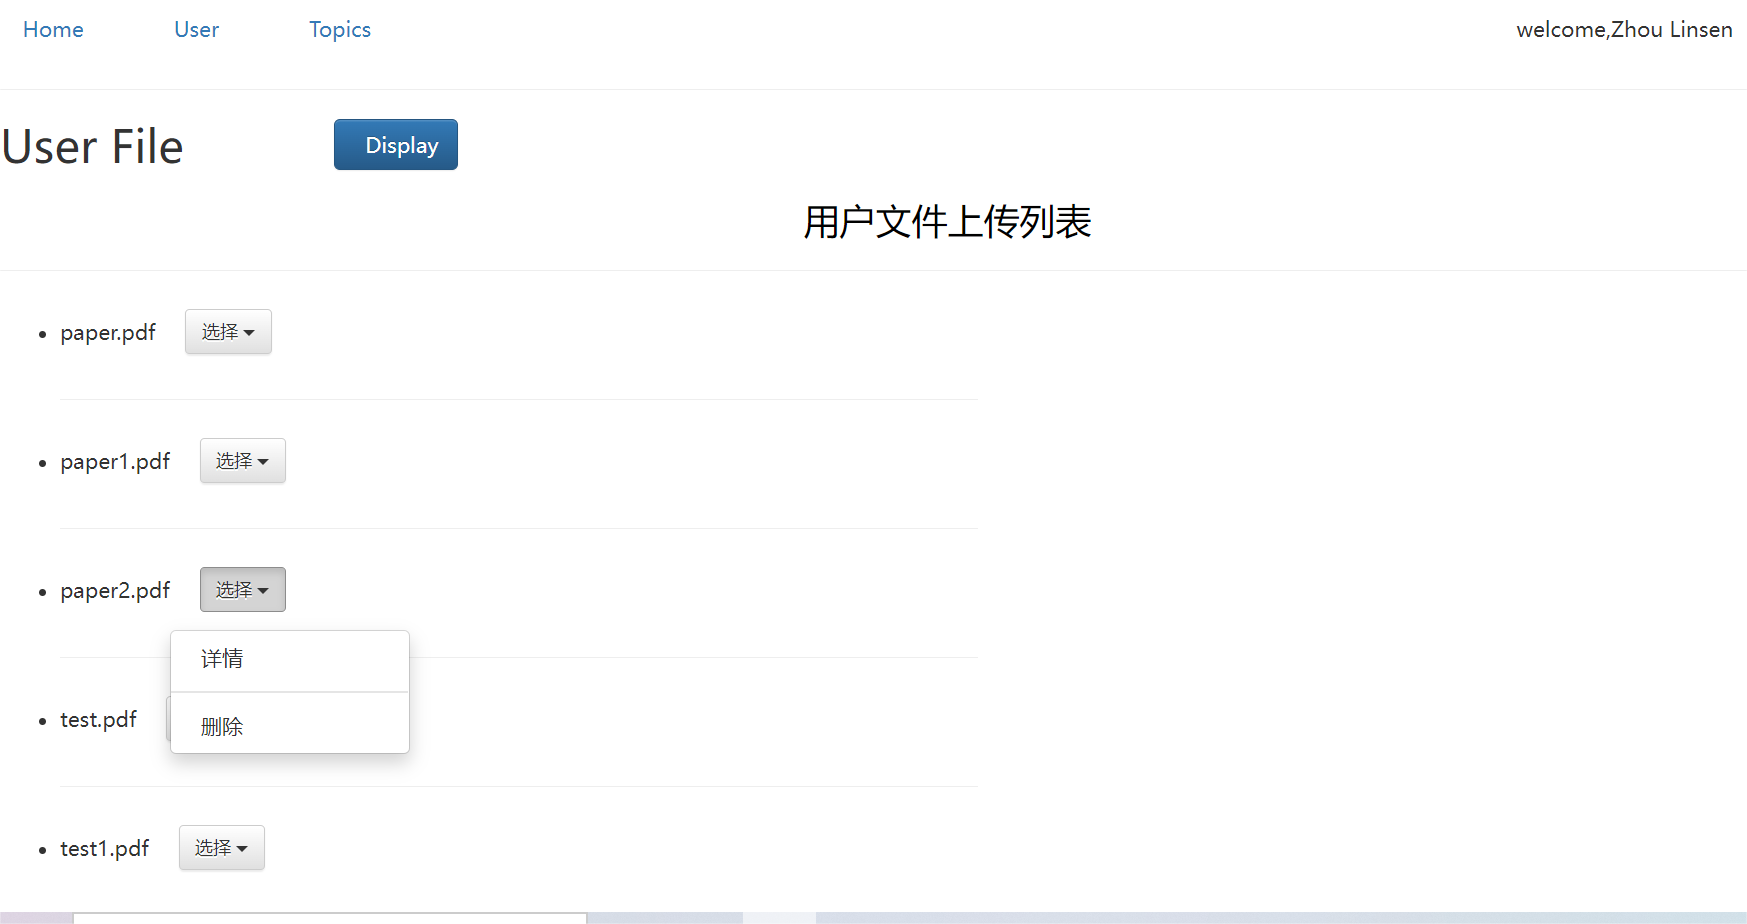 Home User Topics welcome,Zhou Linsen
User File Display
用户文件上传列表
paper.pdf 选择
paper1.pdf 选择
paper2.pdf 选择
详情
test.pdf
删除
test1.pdf 选择